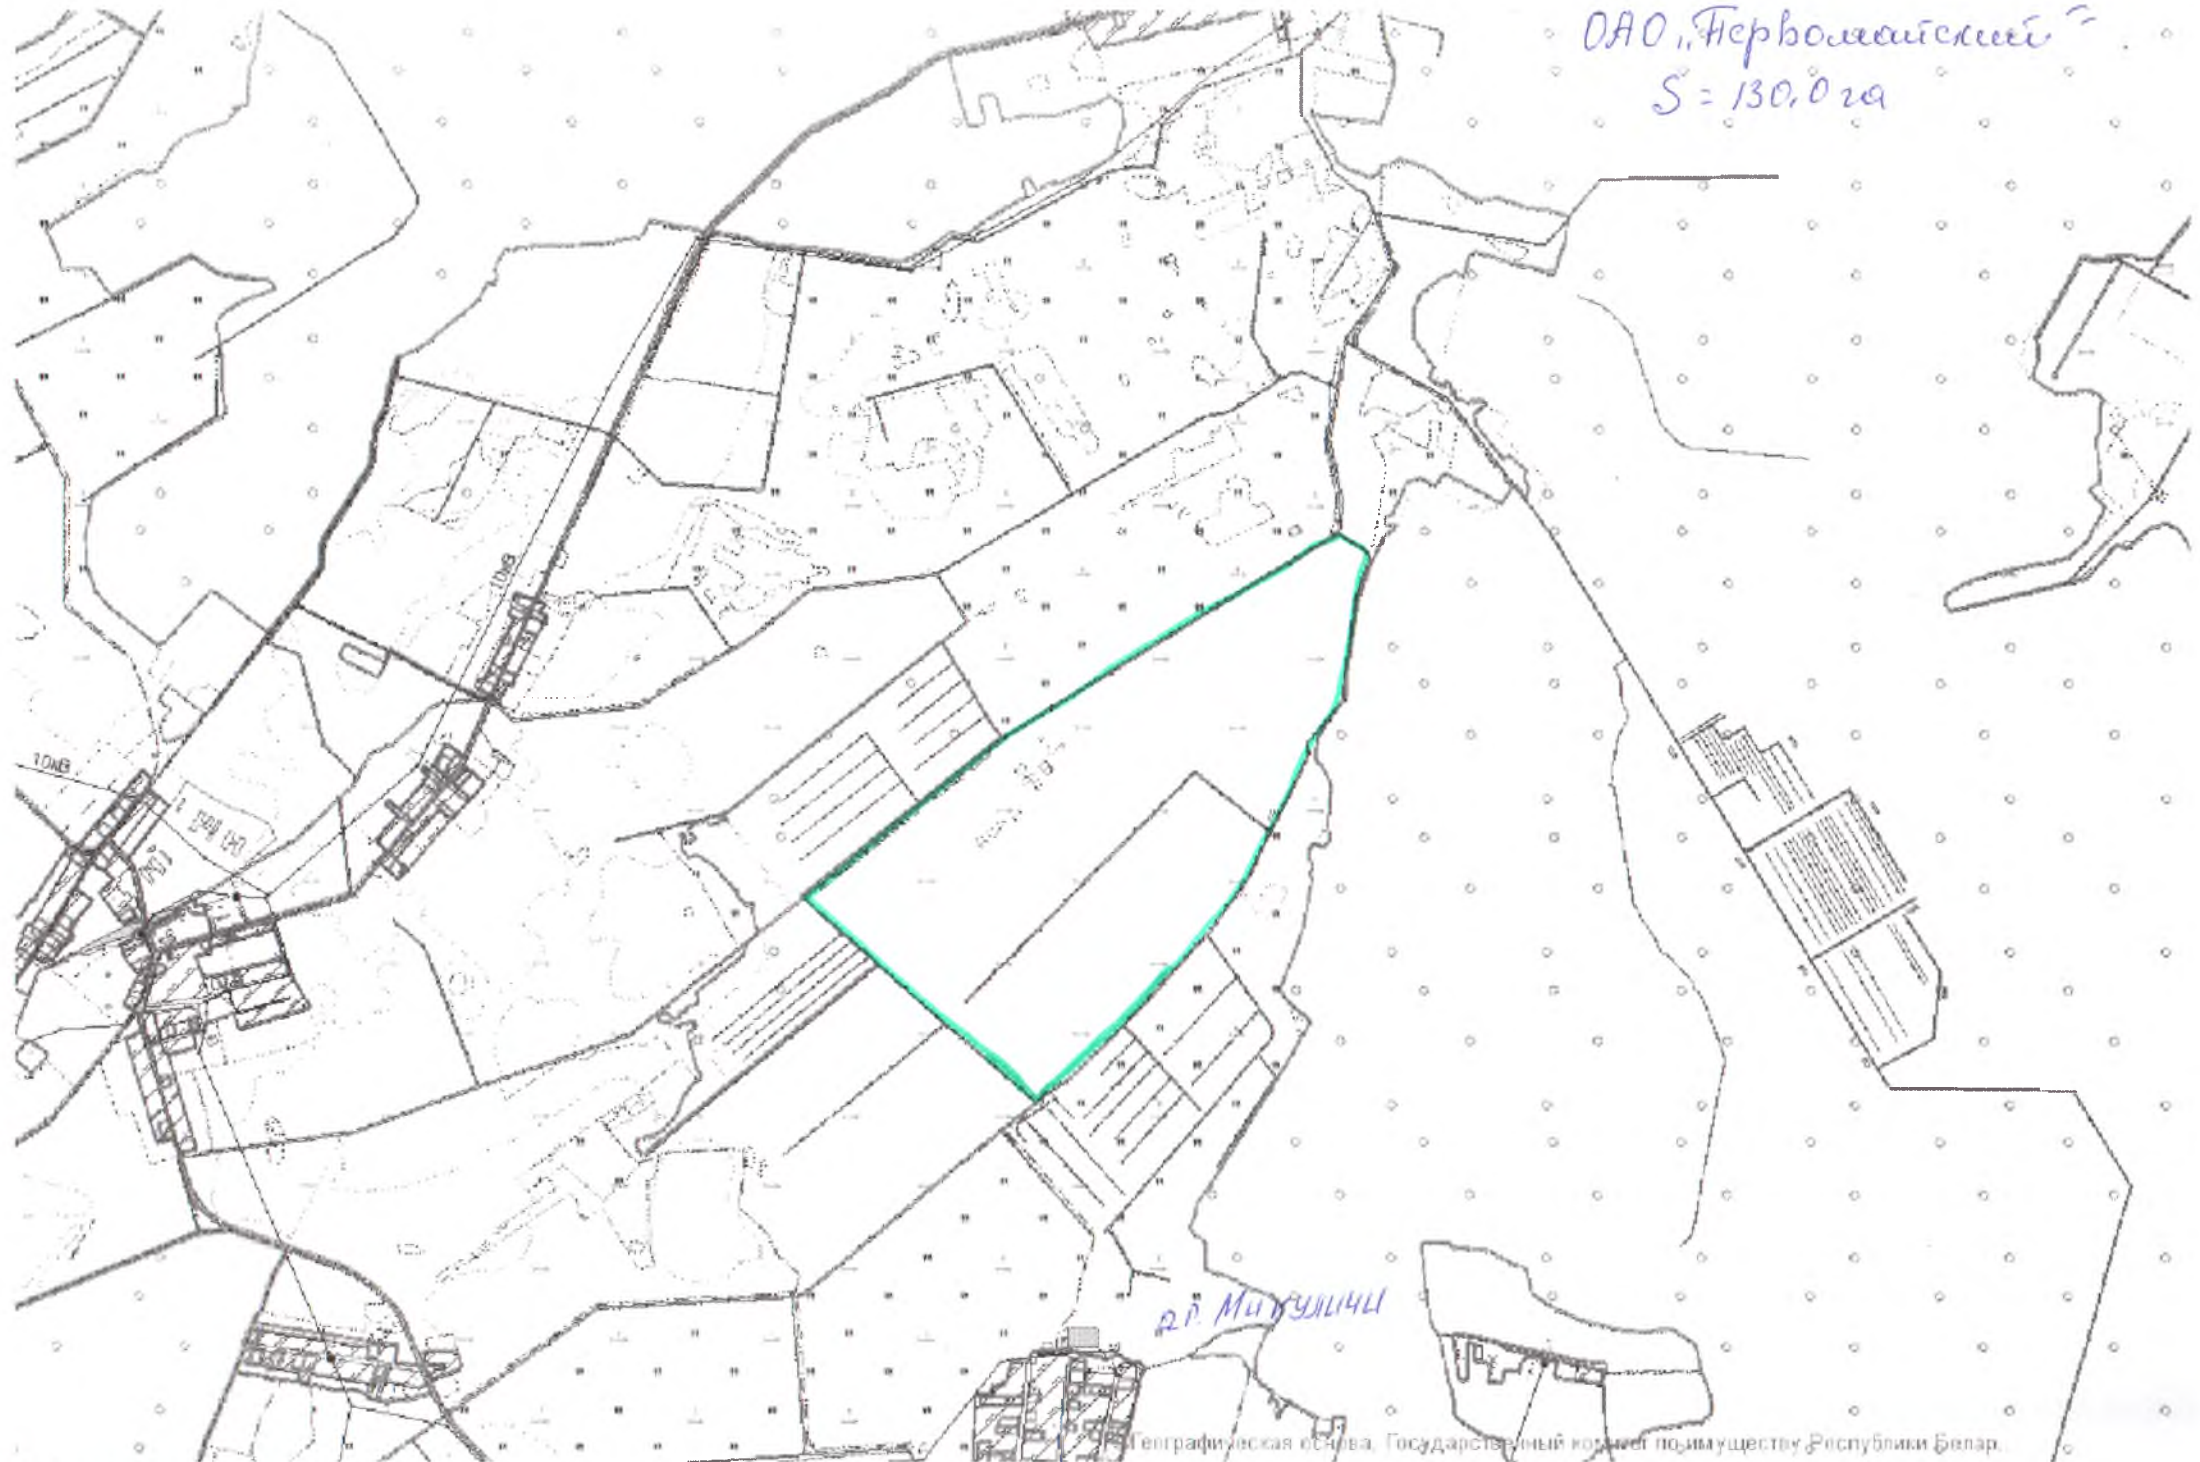 ОАО „Первомайский"
S = 130,0 га
10кВ
10кВ
аг. Микуличи
Географическая основа, Государственный комитет по имуществу Республики Белар